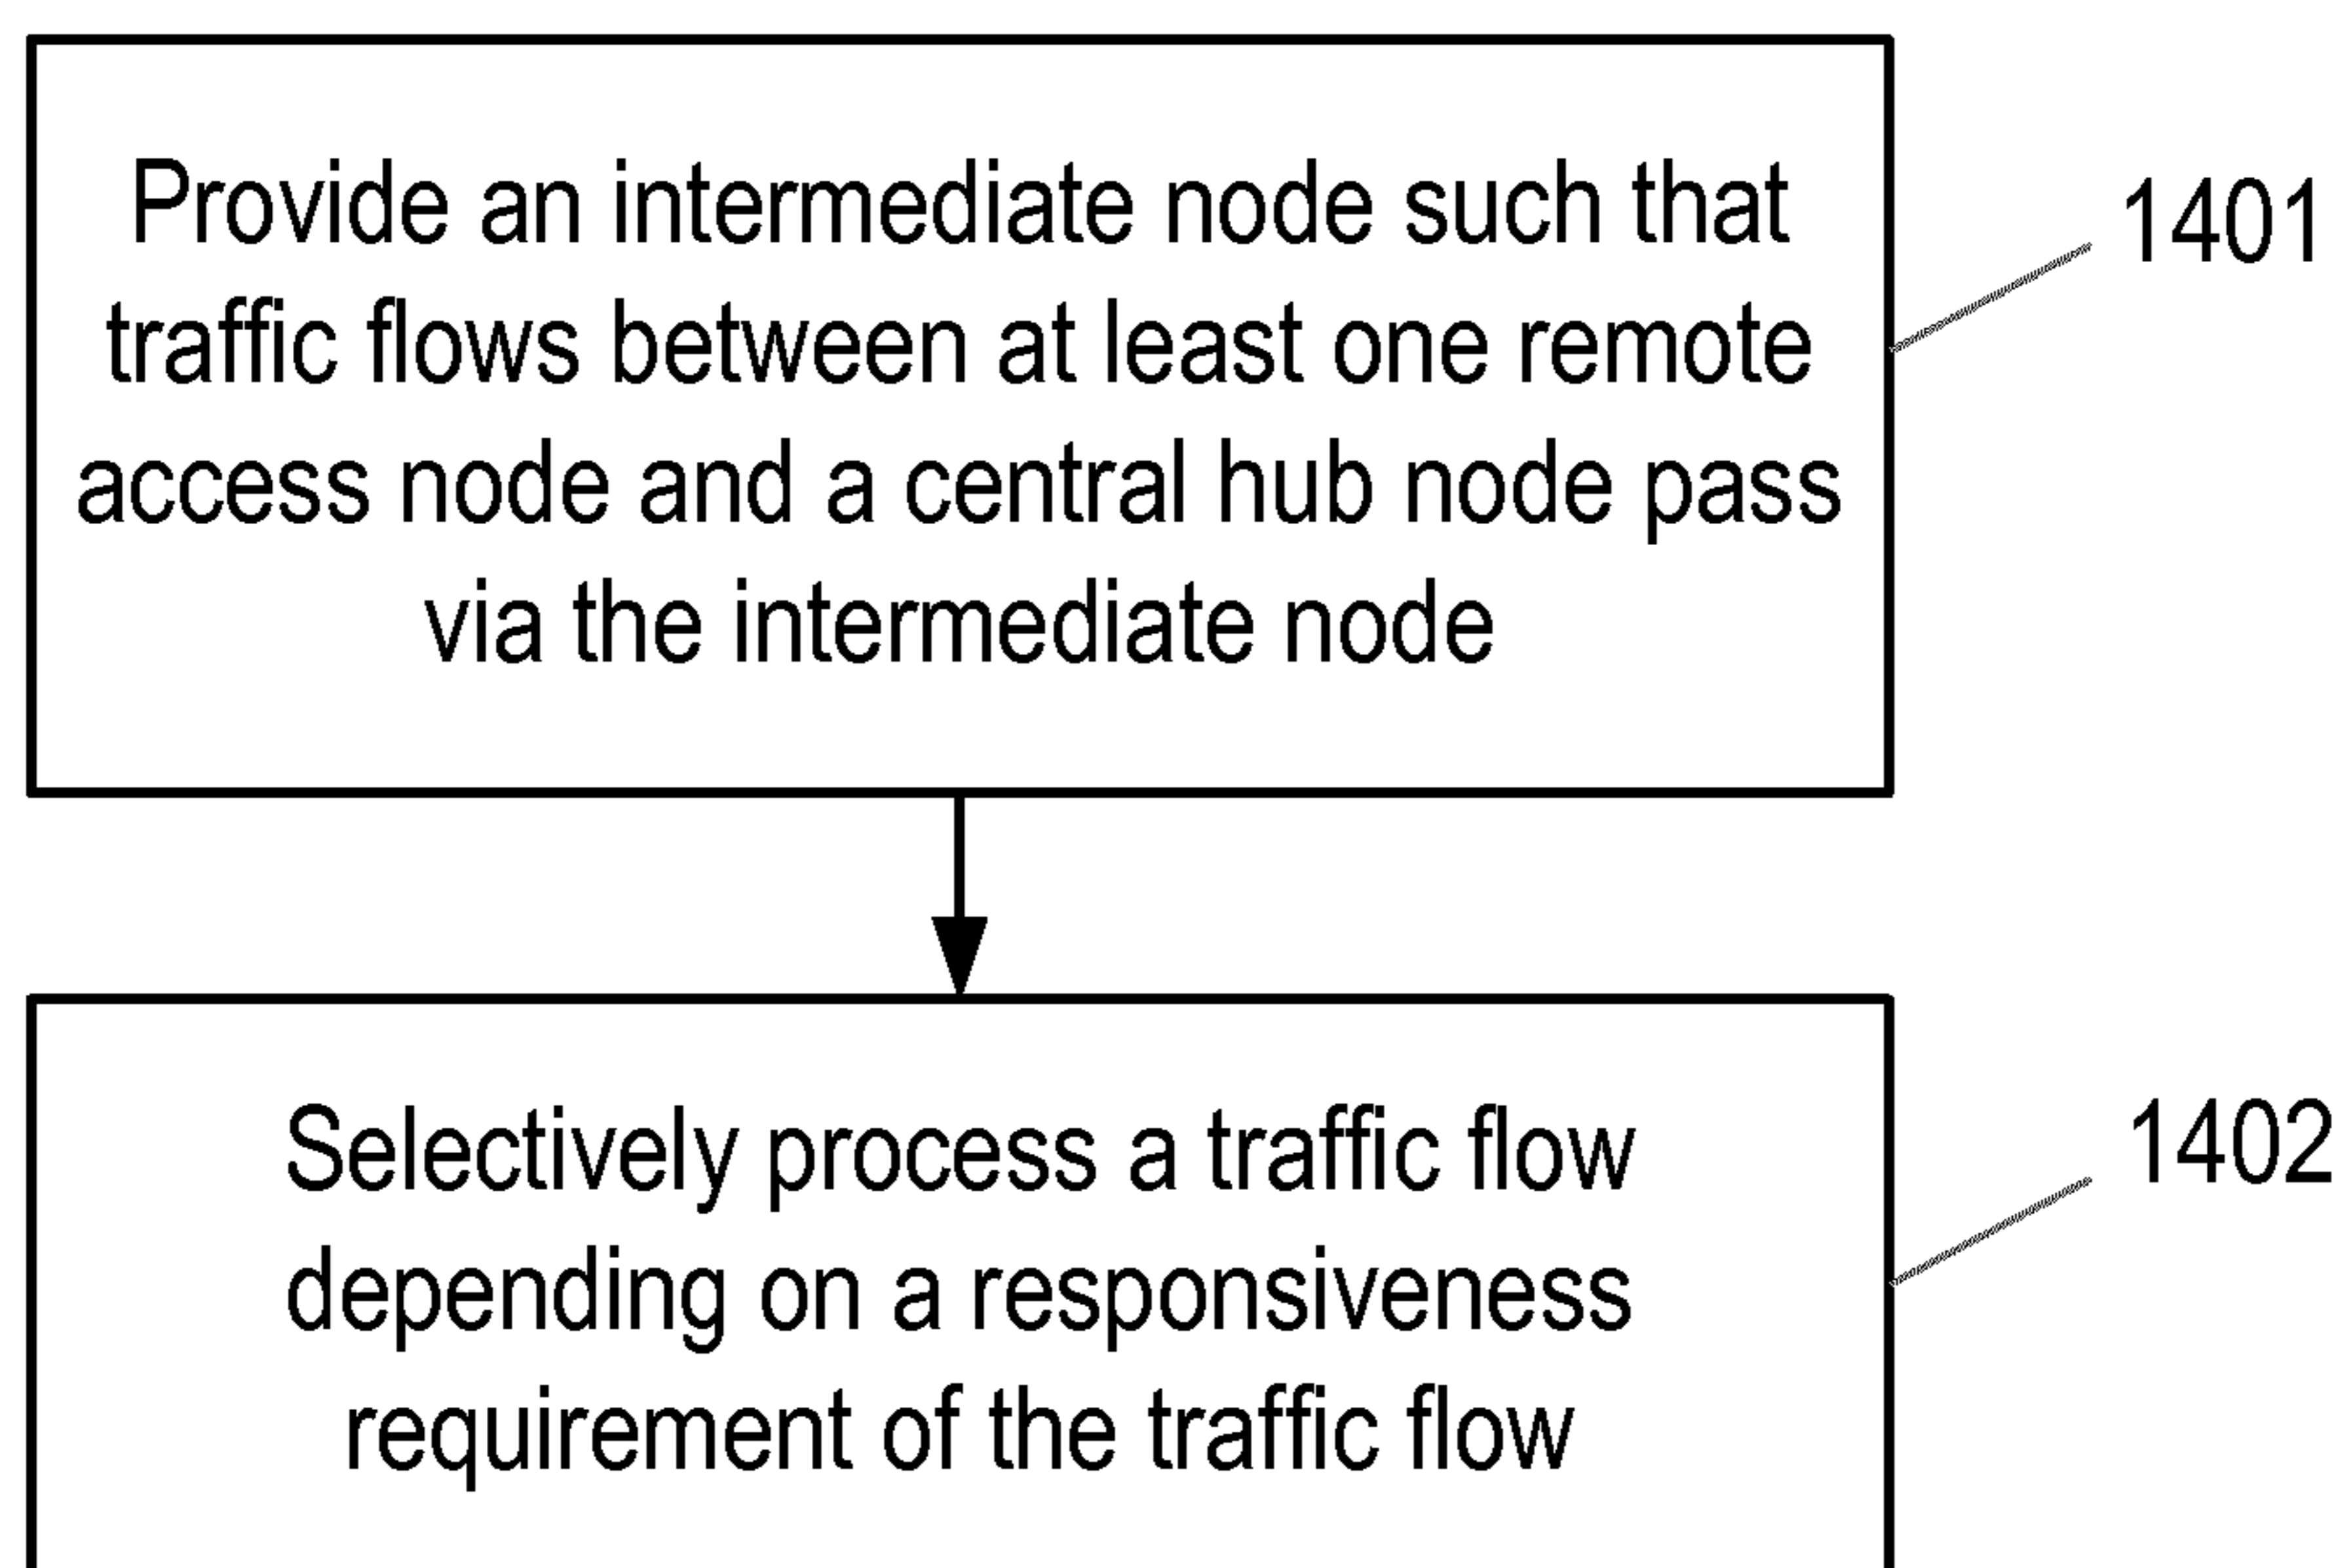 Provide an intermediate node such that
traffic flows between at least one remote
access node and a central hub node pass
via the intermediate node
1401
Selectively process a traffic flow
depending on a responsiveness
requirement of the traffic flow
1402